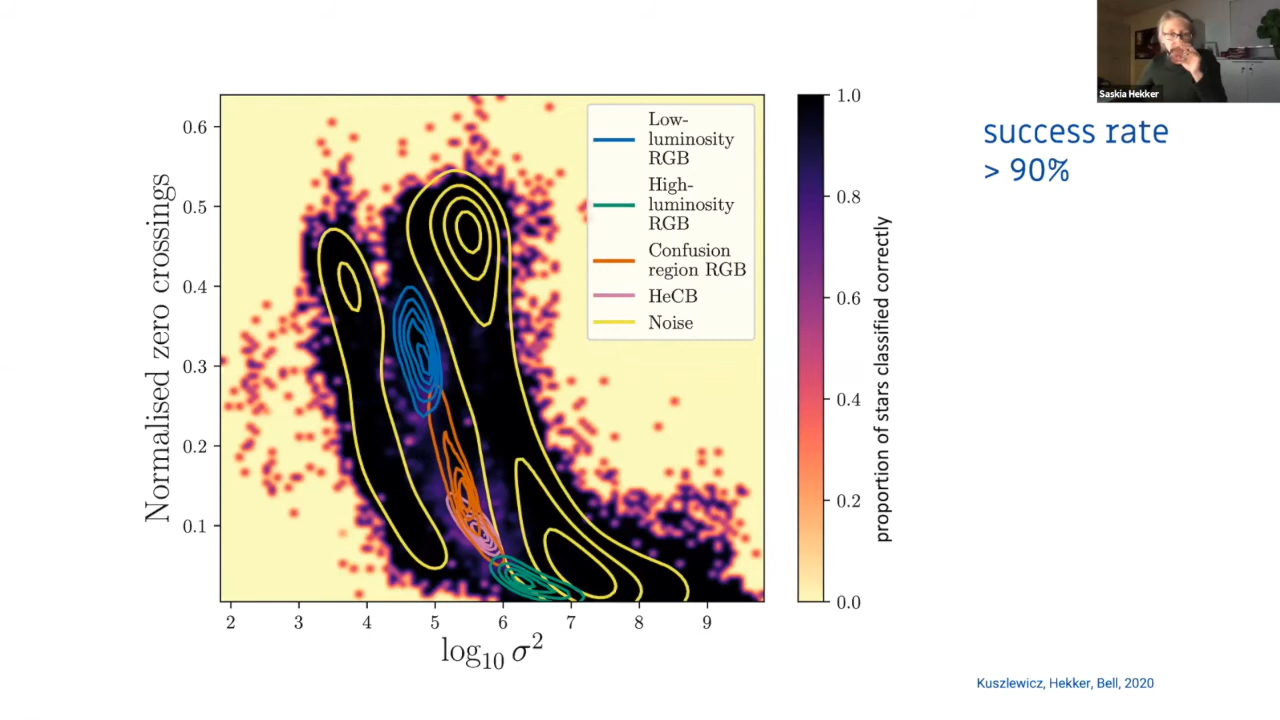 Saskia Hekker
success rate
> 90%
Normalised zero crossings
0.6
0.5
0.4
0.3
0.2
0.1
2 3 4 5 6 7 8 9
log₁₀ σ²
Low-
luminosity
RGB
High-
luminosity
RGB
Confusion
region RGB
HeCB
Noise
1.0
0.8
0.6
0.4
0.2
0.0
proportion of stars classified correctly
Kuszlewicz, Hekker, Bell, 2020